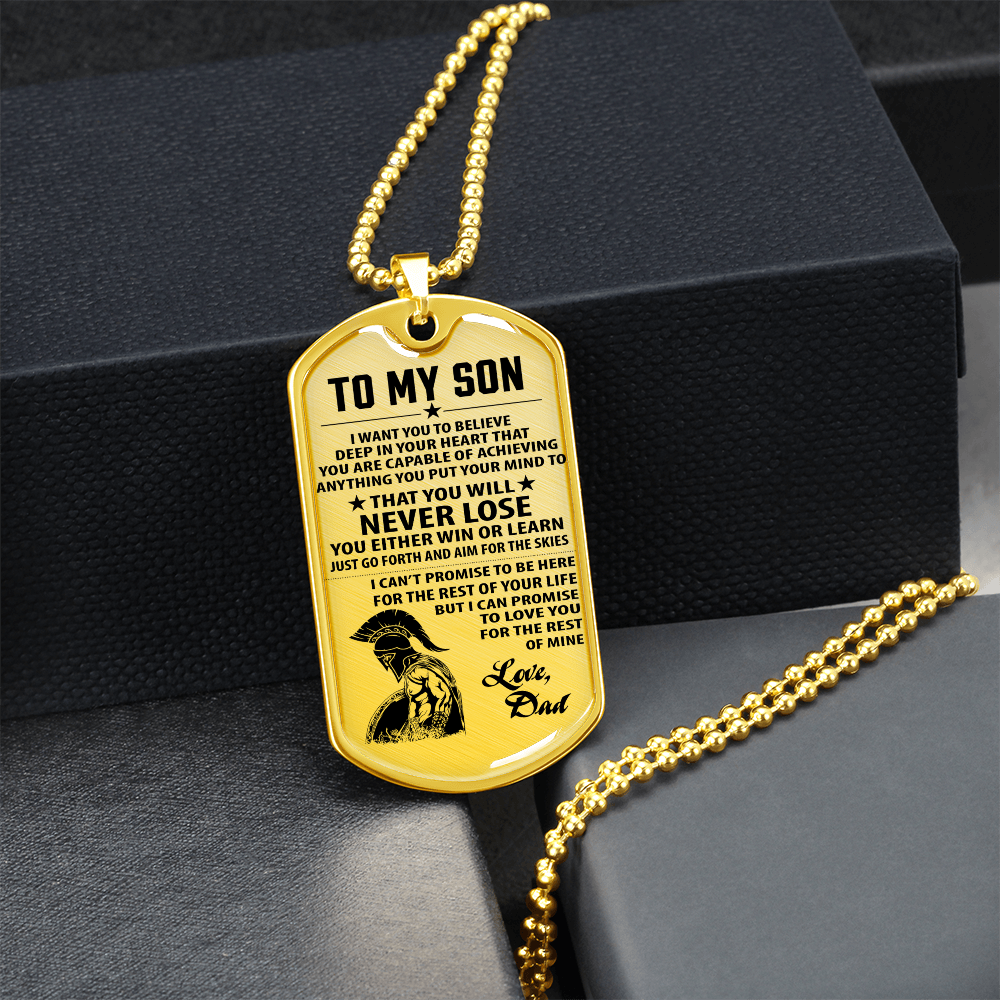 TO MY SON
I WANT YOU TO BELIEVE
DEEP IN YOUR HEART THAT
YOU ARE CAPABLE OF ACHIEVING
ANYTHING YOU PUT YOUR MIND TO
THAT YOU WILL
NEVER LOSE
YOU EITHER WIN OR LEARN
JUST GO FORTH AND AIM FOR THE SKIES
I CAN'T PROMISE TO BE HERE
FOR THE REST OF YOUR LIFE
BUT I CAN PROMISE
TO LOVE YOU
FOR THE REST
OF MINE
Love,
Dad